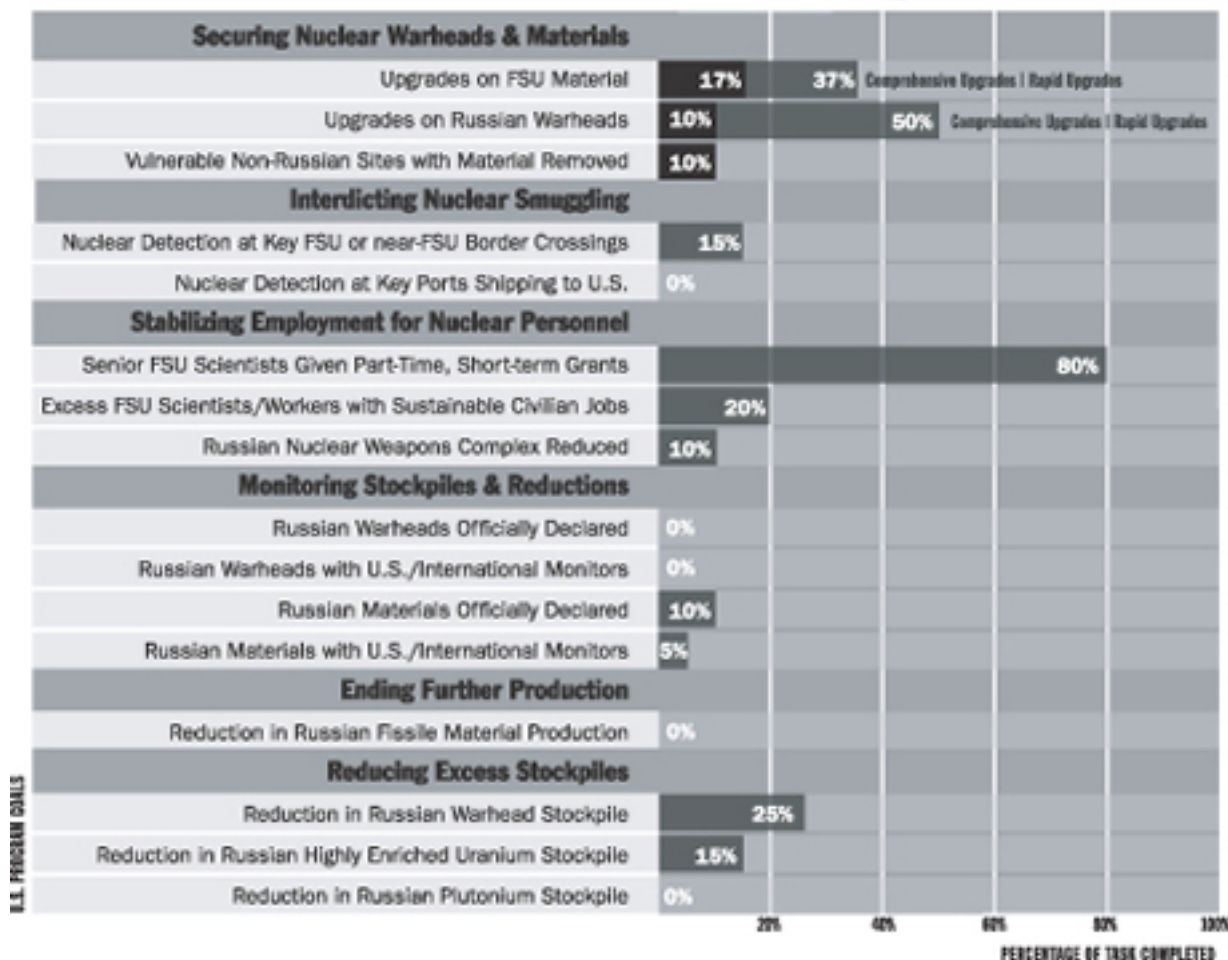 Securing Nuclear Warheads & Materials
Upgrades on FSU Material 17% 37% Comprehensive Upgrades | Rapid Upgrades
Upgrades on Russian Warheads 10% 50% Comprehensive Upgrades | Rapid Upgrades
Vulnerable Non-Russian Sites with Material Removed 10%
Interdicting Nuclear Smuggling
Nuclear Detection at Key FSU or near-FSU Border Crossings 15%
Nuclear Detection at Key Ports Shipping to U.S. 0%
Stabilizing Employment for Nuclear Personnel
Senior FSU Scientists Given Part-Time, Short-term Grants 80%
Excess FSU Scientists/Workers with Sustainable Civilian Jobs 20%
Russian Nuclear Weapons Complex Reduced 10%
Monitoring Stockpiles & Reductions
Russian Warheads Officially Declared 0%
Russian Warheads with U.S./International Monitors 0%
Russian Materials Officially Declared 10%
Russian Materials with U.S./International Monitors 5%
Ending Further Production
Reduction in Russian Fissile Material Production 0%
Reducing Excess Stockpiles
Reduction in Russian Warhead Stockpile 25%
Reduction in Russian Highly Enriched Uranium Stockpile 15%
Reduction in Russian Plutonium Stockpile 0%
U.S. PROGRAM GOALS
20% 40% 60% 80% 100%
PERCENTAGE OF TASK COMPLETED